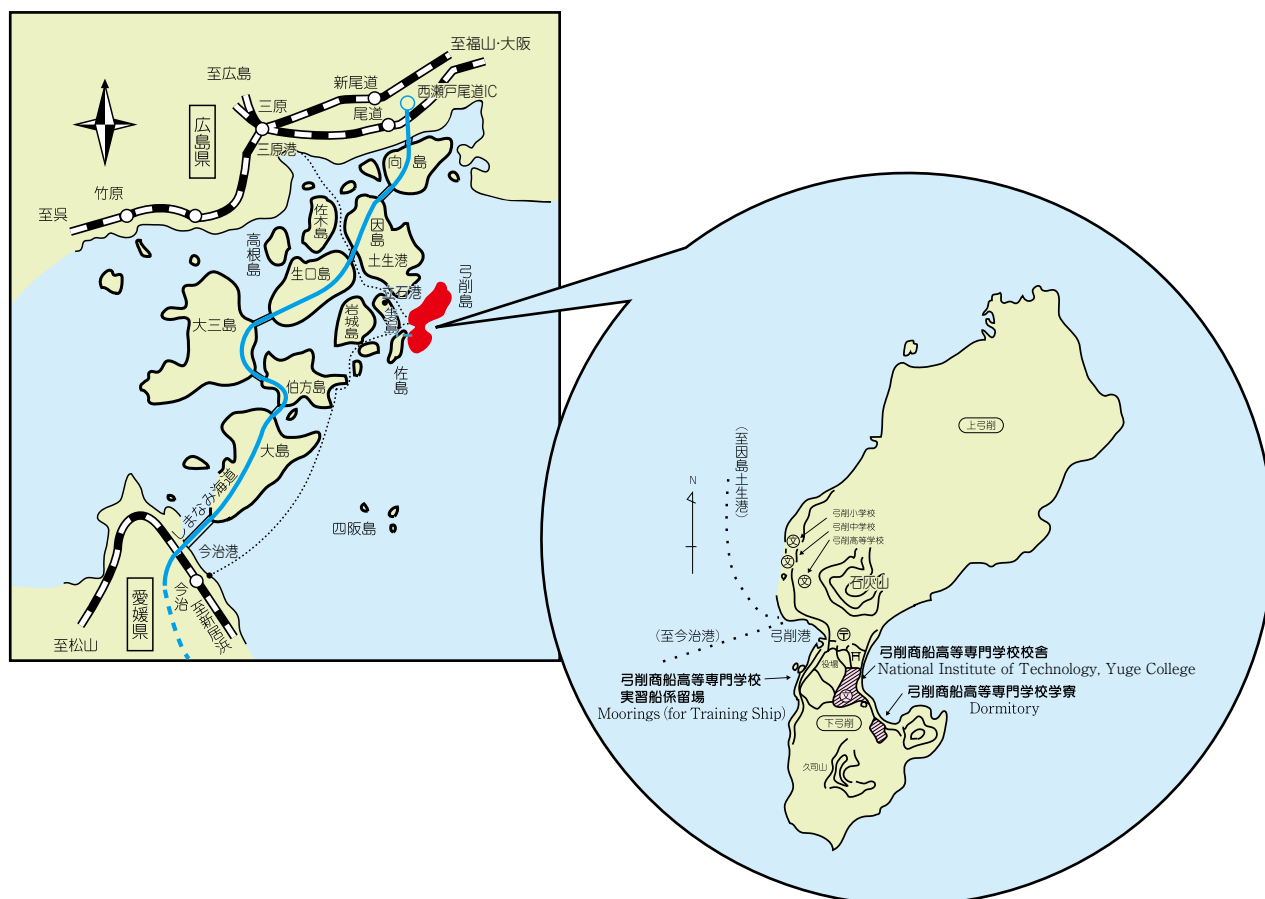 至福山・大阪
至広島
新尾道
西瀬戸尾道IC
三原
尾道
広島県
三原港
向島
竹原
至呉
佐木島
因島
高根島
土生港
生口島
立石港
弓削島
生名島
岩城島
大三島
佐島
伯方島
大島
しまなみ海道
四阪島
今治港
今治
愛媛県
至新居浜
至松山
上弓削
(至因島土生港)
N
弓削小学校
弓削中学校
弓削高等学校
文
文
文
石灰山
(至今治港)
弓削港
〒
役場
弓削商船高等専門学校校舎
National Institute of Technology, Yuge College
弓削商船高等専門学校
実習船係留場
Moorings (for Training Ship)
文
弓削商船高等専門学校学寮
Dormitory
下弓削
久司山